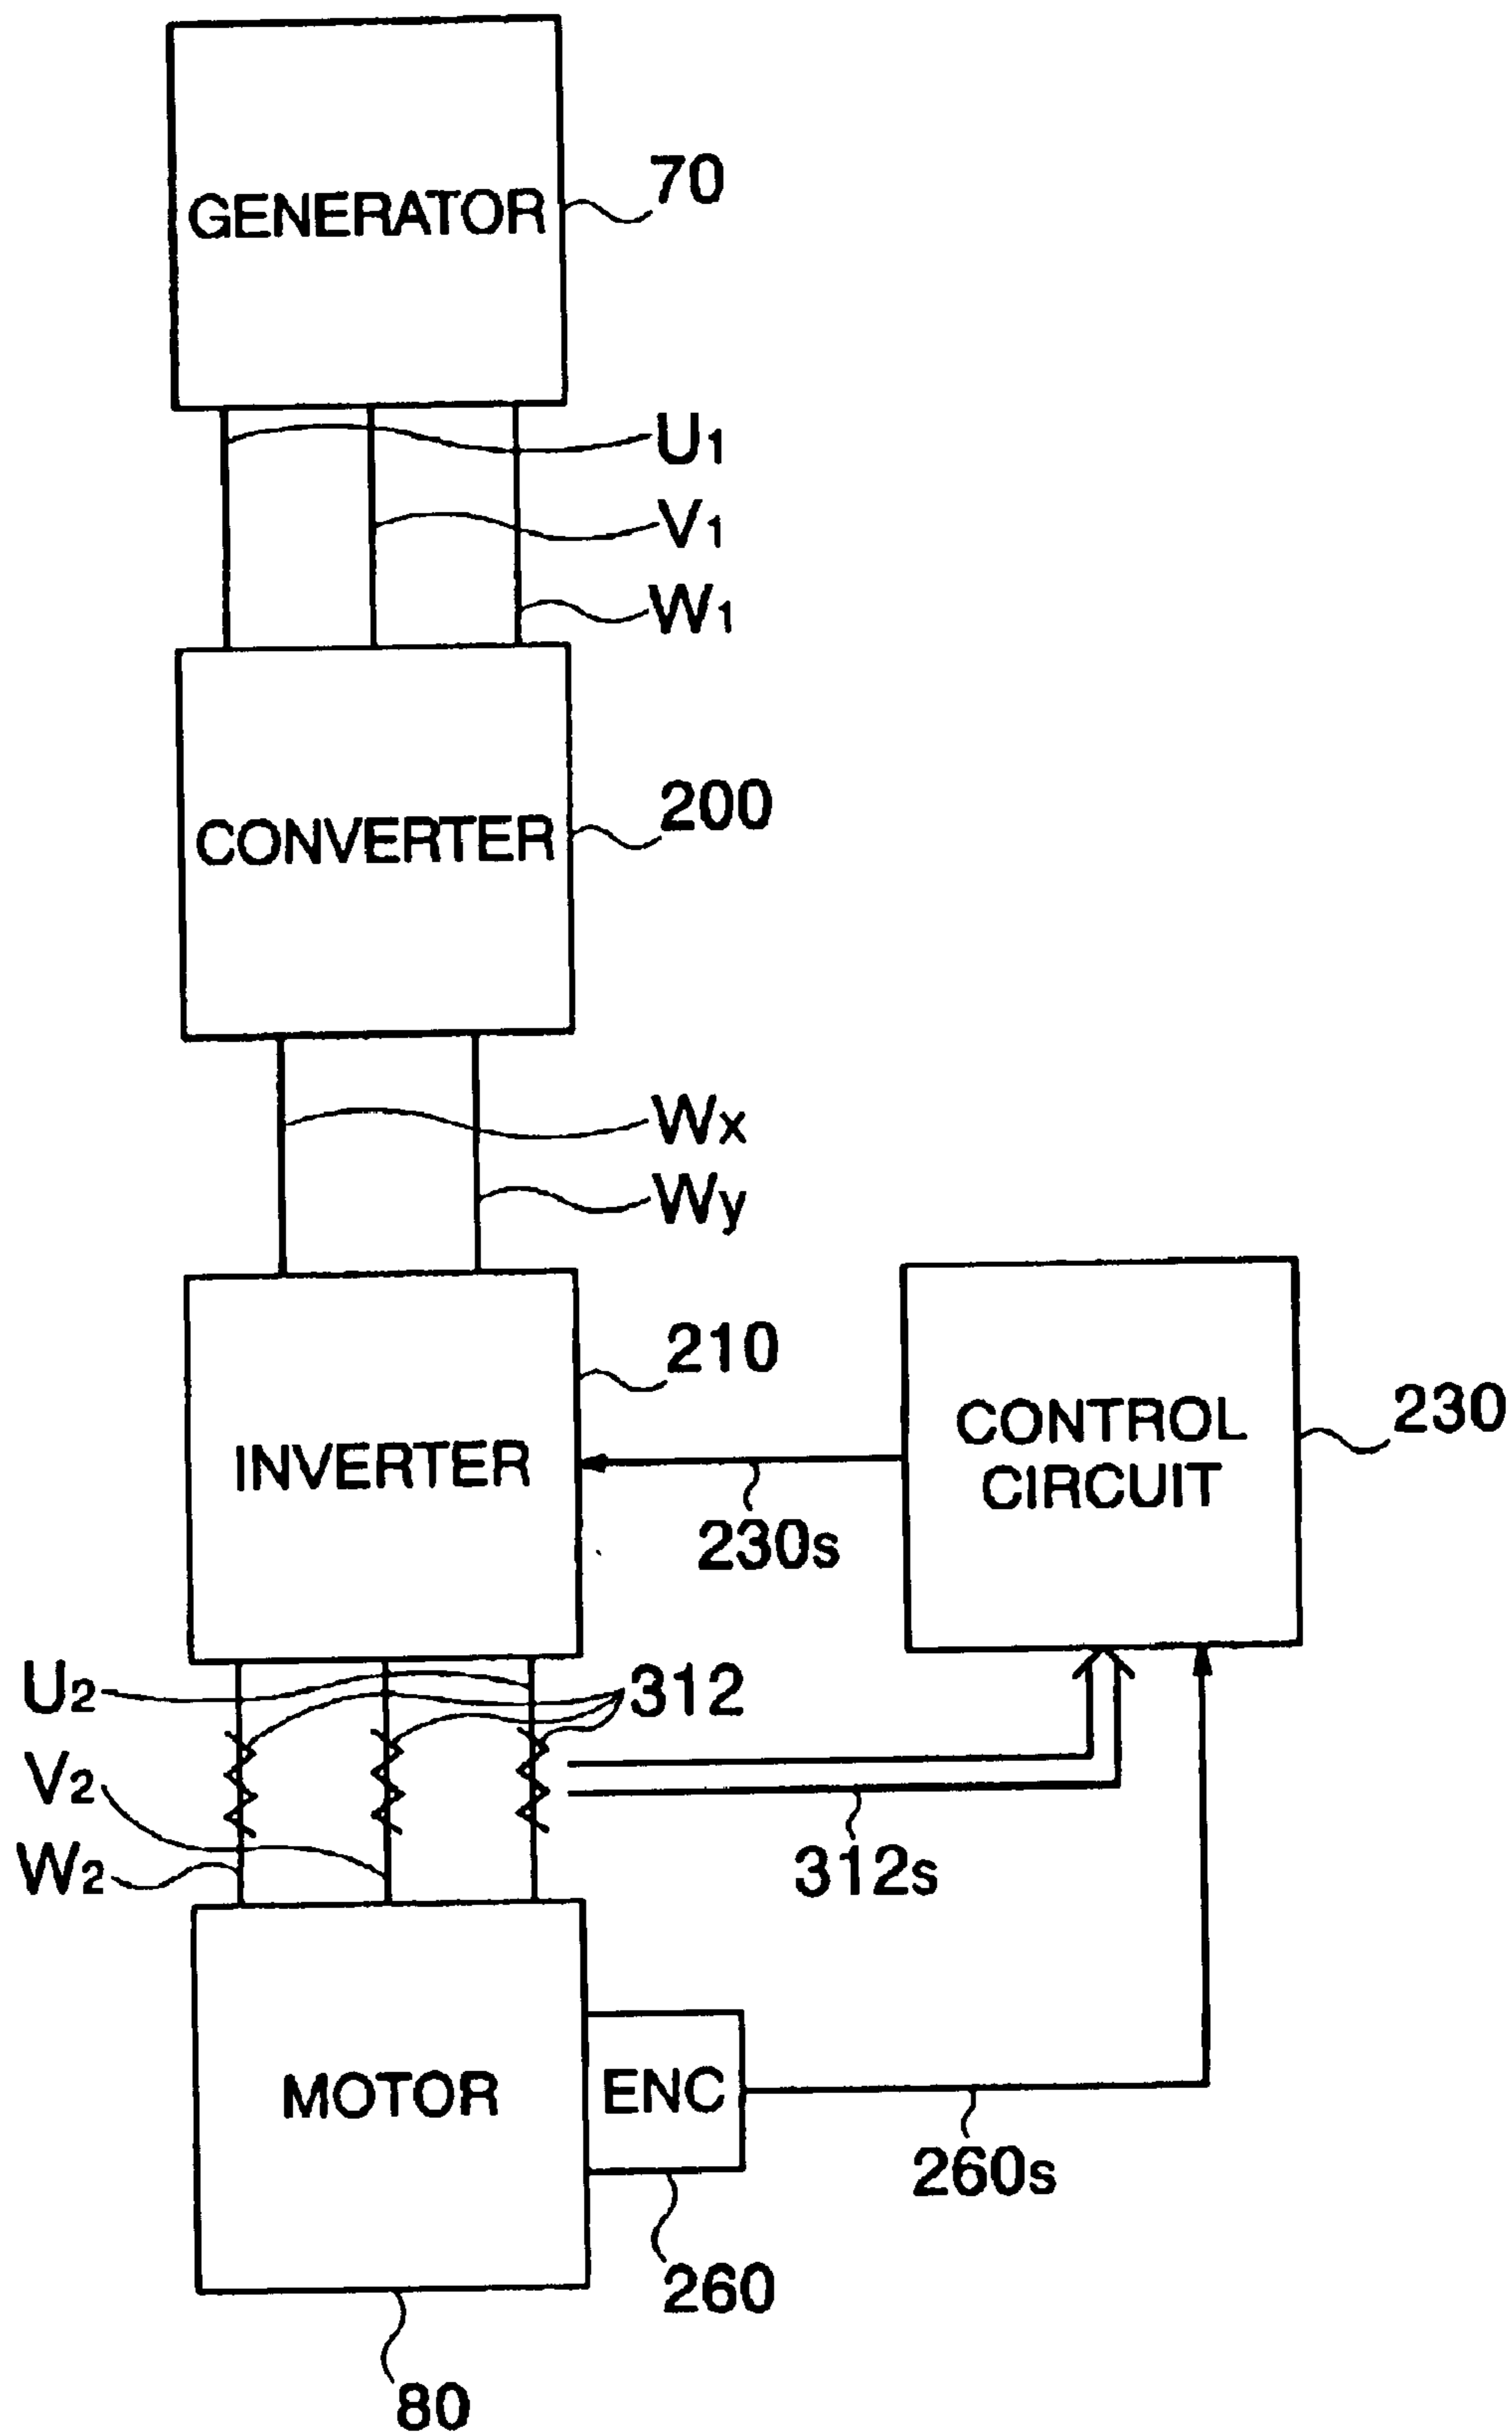 GENERATOR
70
U1
V1
W1
CONVERTER
200
Wx
Wy
INVERTER
210
CONTROL
CIRCUIT
230
230s
U2
312
V2
W2
312s
MOTOR
ENC
260s
260
80